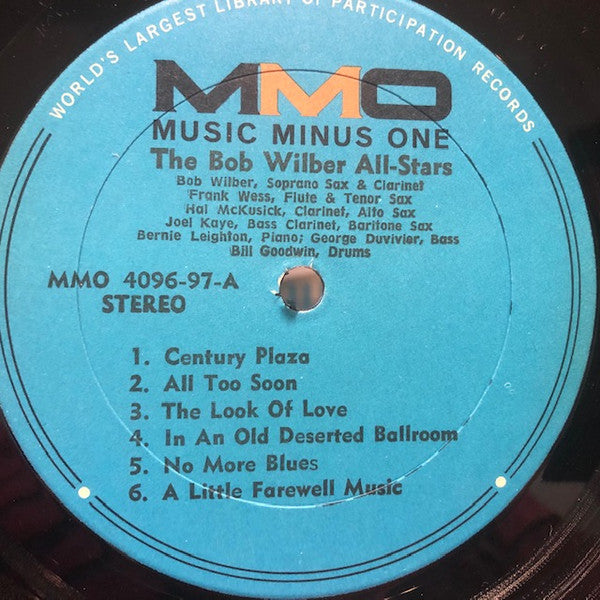 WORLD'S LARGEST LIBRARY OF PARTICIPATION RECORDS
MMO
MUSIC MINUS ONE
The Bob Wilber All-Stars
Bob Wilber, Soprano Sax & Clarinet
Frank Wess, Flute & Tenor Sax
Hal McKusick, Clarinet, Alto Sax
Joel Kaye, Bass Clarinet, Baritone Sax
Bernie Leighton, Piano; George Duvivier, Bass
Bill Goodwin, Drums
MMO 4096-97-A
STEREO
1. Century Plaza
2. All Too Soon
3. The Look Of Love
4. In An Old Deserted Ballroom
5. No More Blues
6. A Little Farewell Music